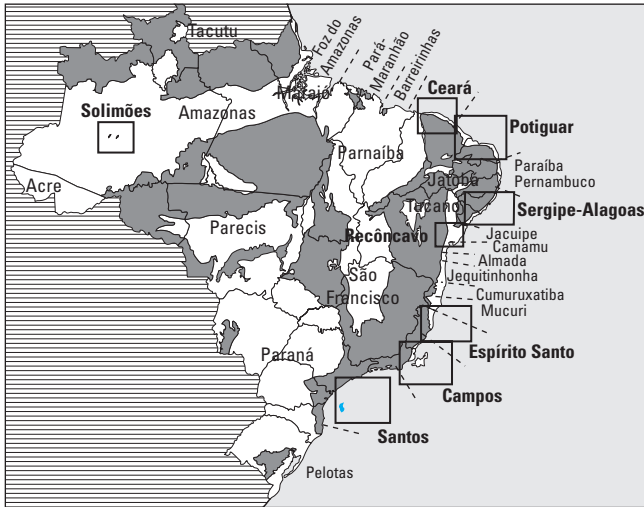 Tacutu
Foz do
Amazonas
Marajó
Pará-
Maranhão
Barreirinhas
Ceará
Solimões
Amazonas
Potiguar
Parnaíba
Paraíba
Pernambuco
Jatobá
Acre
Tucano
Sergipe-Alagoas
Parecis
Recôncavo
Jacuipe
Camamu
Almada
Jequitinhonha
São
Francisco
Cumuruxatiba
Mucuri
Espírito Santo
Paraná
Campos
Santos
Pelotas